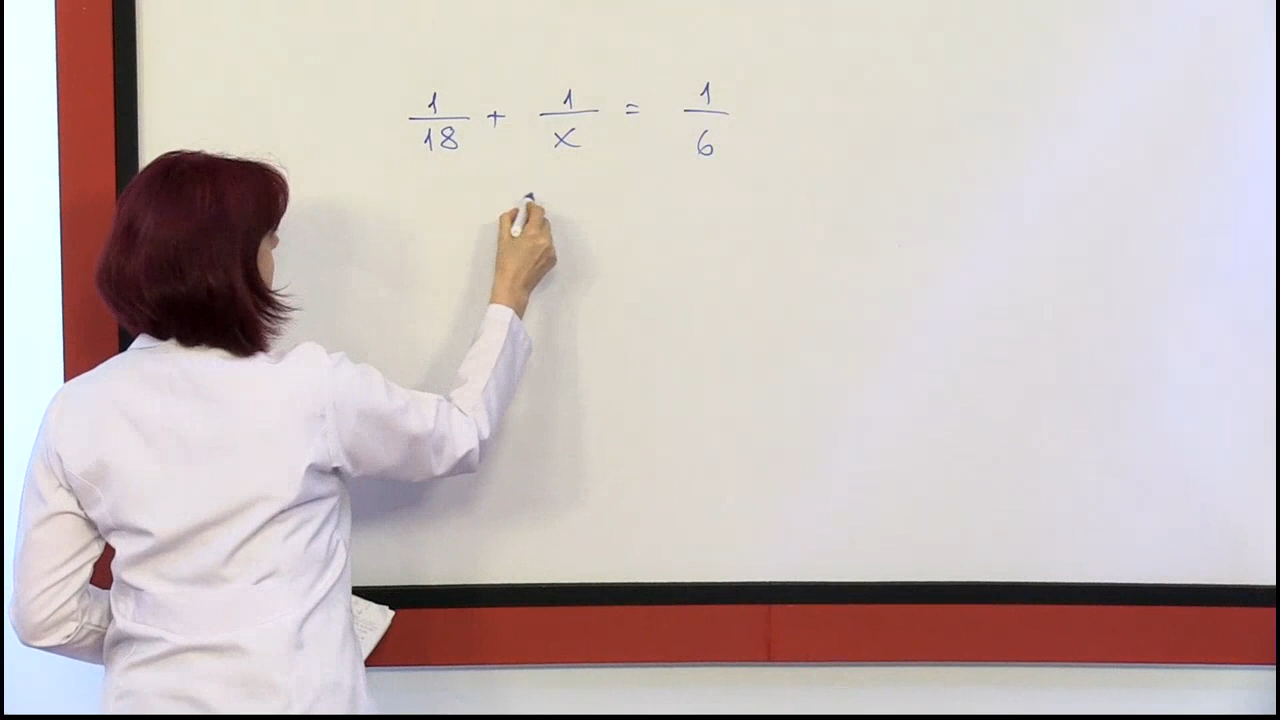 1/18 + 1/x = 1/6